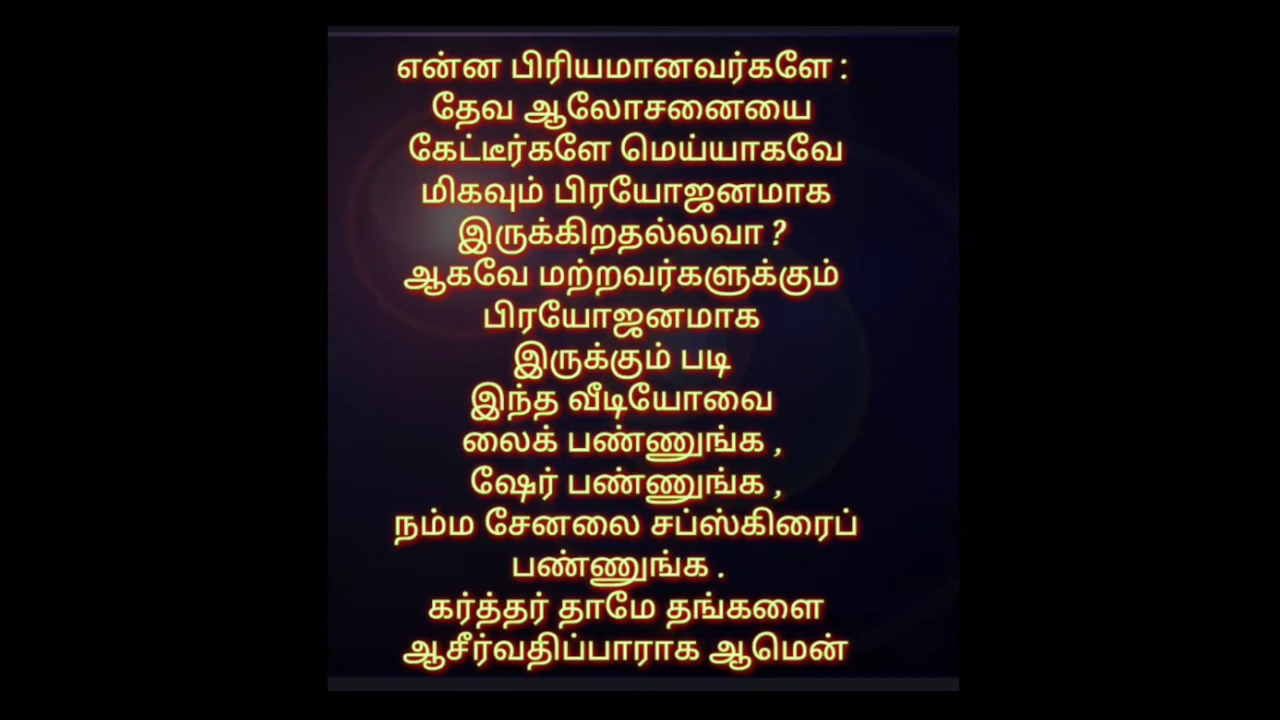 என்ன பிரியமானவர்களே :
தேவ ஆலோசனையை
கேட்டீர்களே மெய்யாகவே
மிகவும் பிரயோஜனமாக
இருக்கிறதல்லவா ?
ஆகவே மற்றவர்களுக்கும்
பிரயோஜனமாக
இருக்கும் படி
இந்த வீடியோவை
லைக் பண்ணுங்க ,
ஷேர் பண்ணுங்க ,
நம்ம சேனலை சப்ஸ்கிரைப்
பண்ணுங்க .
கர்த்தர் தாமே தங்களை
ஆசீர்வதிப்பாராக ஆமென்